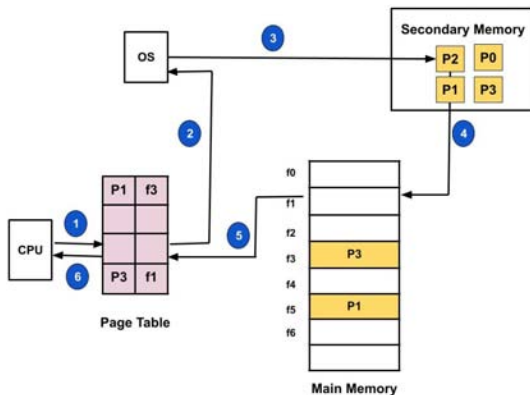 3
Secondary Memory
OS
P2 P0
P1 P3
2
4
f0
P1 f3
f1
5
1
f2
CPU
f3 P3
6
P3 f1
f4
f5 P1
Page Table
f6
Main Memory